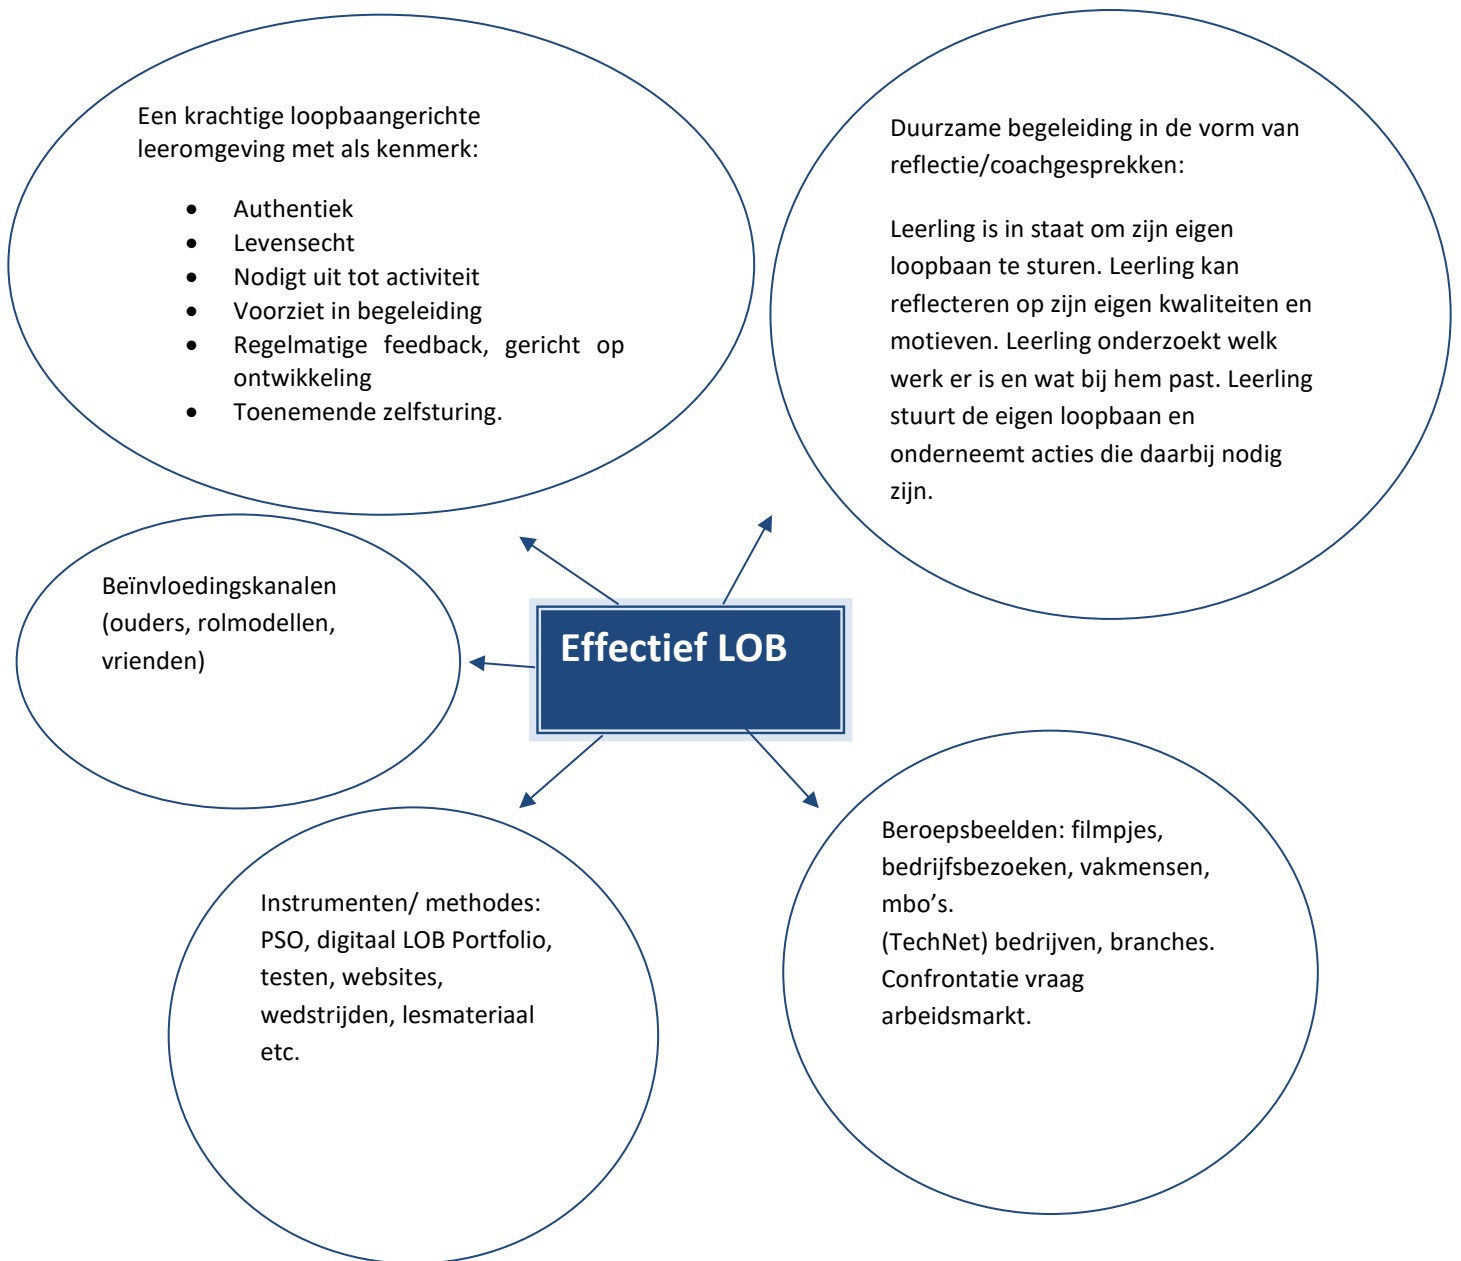 Een krachtige loopbaangerichte
leeromgeving met als kenmerk:
• Authentiek
• Levensecht
• Nodigt uit tot activiteit
• Voorziet in begeleiding
• Regelmatige feedback, gericht op
ontwikkeling
• Toenemende zelfsturing.
Duurzame begeleiding in de vorm van
reflectie/coachgesprekken:
Leerling is in staat om zijn eigen
loopbaan te sturen. Leerling kan
reflecteren op zijn eigen kwaliteiten en
motieven. Leerling onderzoekt welk
werk er is en wat bij hem past. Leerling
stuurt de eigen loopbaan en
onderneemt acties die daarbij nodig
zijn.
Beïnvloedingskanalen
(ouders, rolmodellen,
vrienden)
Effectief LOB
Instrumenten/ methodes:
PSO, digitaal LOB Portfolio,
testen, websites,
wedstrijden, lesmateriaal
etc.
Beroepsbeelden: filmpjes,
bedrijfsbezoeken, vakmensen,
mbo’s.
(TechNet) bedrijven, branches.
Confrontatie vraag
arbeidsmarkt.